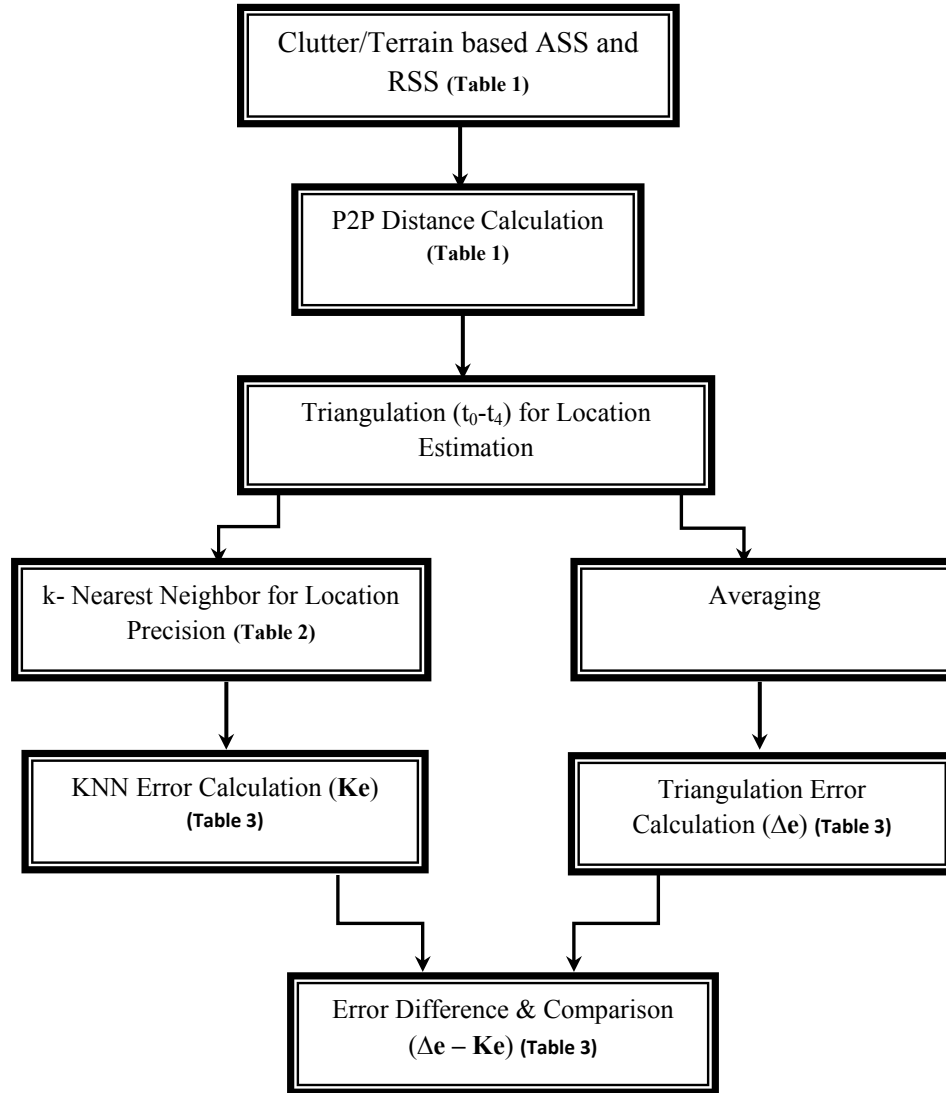 Clutter/Terrain based ASS and
RSS (Table 1)
P2P Distance Calculation
(Table 1)
Triangulation (t₀-t₄) for Location
Estimation
k- Nearest Neighbor for Location
Precision (Table 2)
Averaging
KNN Error Calculation (Ke)
(Table 3)
Triangulation Error
Calculation (Δe) (Table 3)
Error Difference & Comparison
(Δe – Ke) (Table 3)